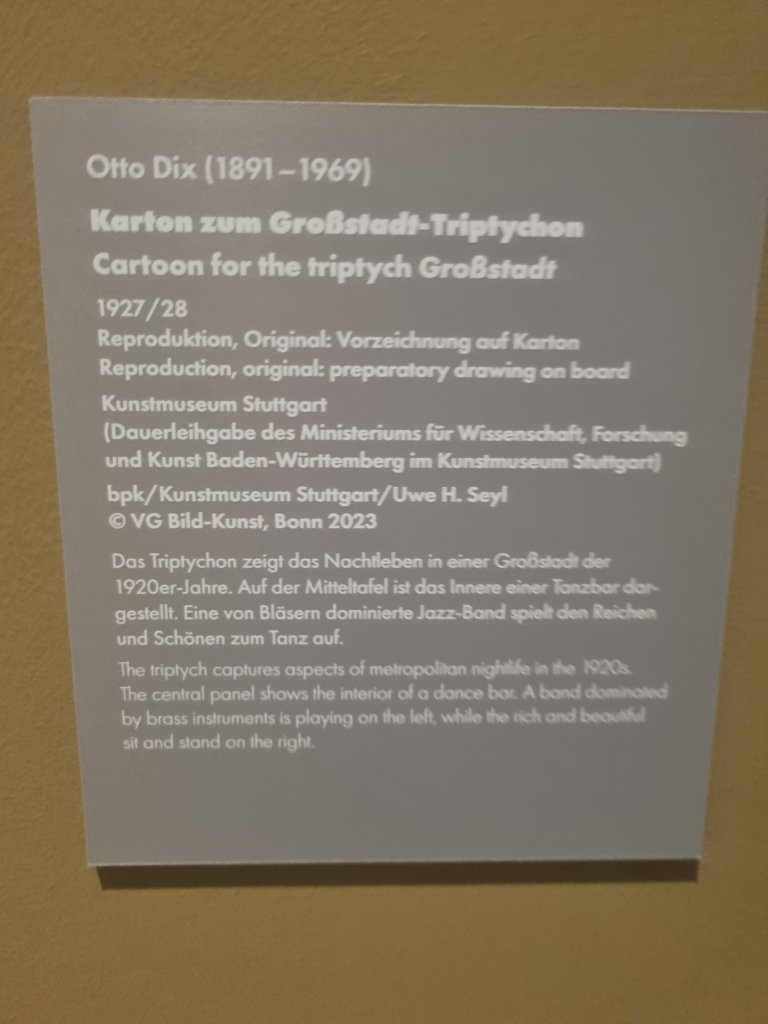 Otto Dix (1891–1969)
Karton zum Großstadt-Triptychon
Cartoon for the triptych Großstadt
1927/28
Reproduktion, Original: Vorzeichnung auf Karton
Reproduction, original: preparatory drawing on board
Kunstmuseum Stuttgart
(Dauerleihgabe des Ministeriums für Wissenschaft, Forschung
und Kunst Baden-Württemberg im Kunstmuseum Stuttgart)
bpk/Kunstmuseum Stuttgart/Uwe H. Seyl
© VG Bild-Kunst, Bonn 2023
Das Triptychon zeigt das Nachtleben in einer Großstadt der
1920er-Jahre. Auf der Mitteltafel ist das Innere einer Tanzbar dar-
gestellt. Eine von Bläsern dominierte Jazz-Band spielt den Reichen
und Schönen zum Tanz auf.
The triptych captures aspects of metropolitan nightlife in the 1920s.
The central panel shows the interior of a dance bar. A band dominated
by brass instruments is playing on the left, while the rich and beautiful
sit and stand on the right.